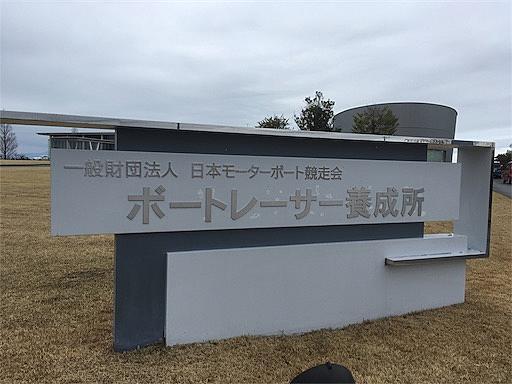 一般財団法人 日本モーターボート競走会
ボートレーサー養成所